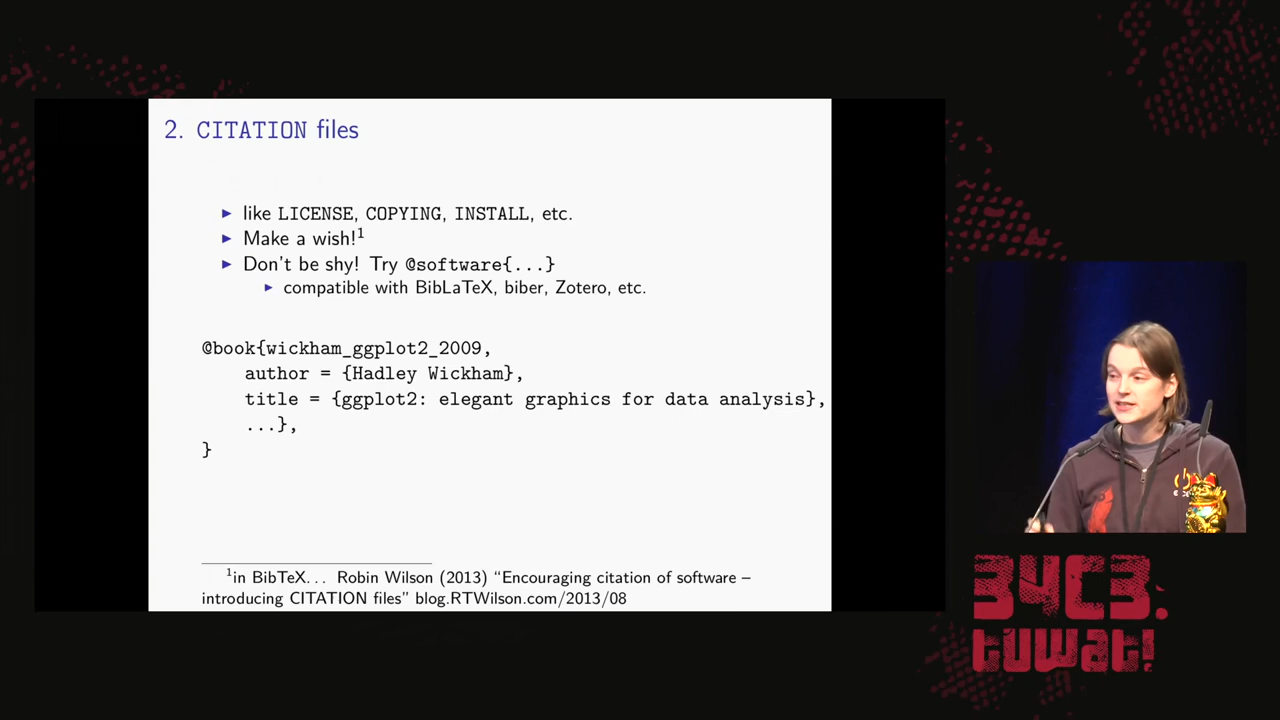 2. CITATION files
▶ like LICENSE, COPYING, INSTALL, etc.
▶ Make a wish!1
▶ Don't be shy! Try @software{...}
▶ compatible with BibLaTeX, biber, Zotero, etc.
@book{wickham_ggplot2_2009,
author = {Hadley Wickham},
title = {ggplot2: elegant graphics for data analysis},
...},
}
1in BibTeX... Robin Wilson (2013) “Encouraging citation of software –
introducing CITATION files” blog.RTWilson.com/2013/08
34C3.
tuwat!